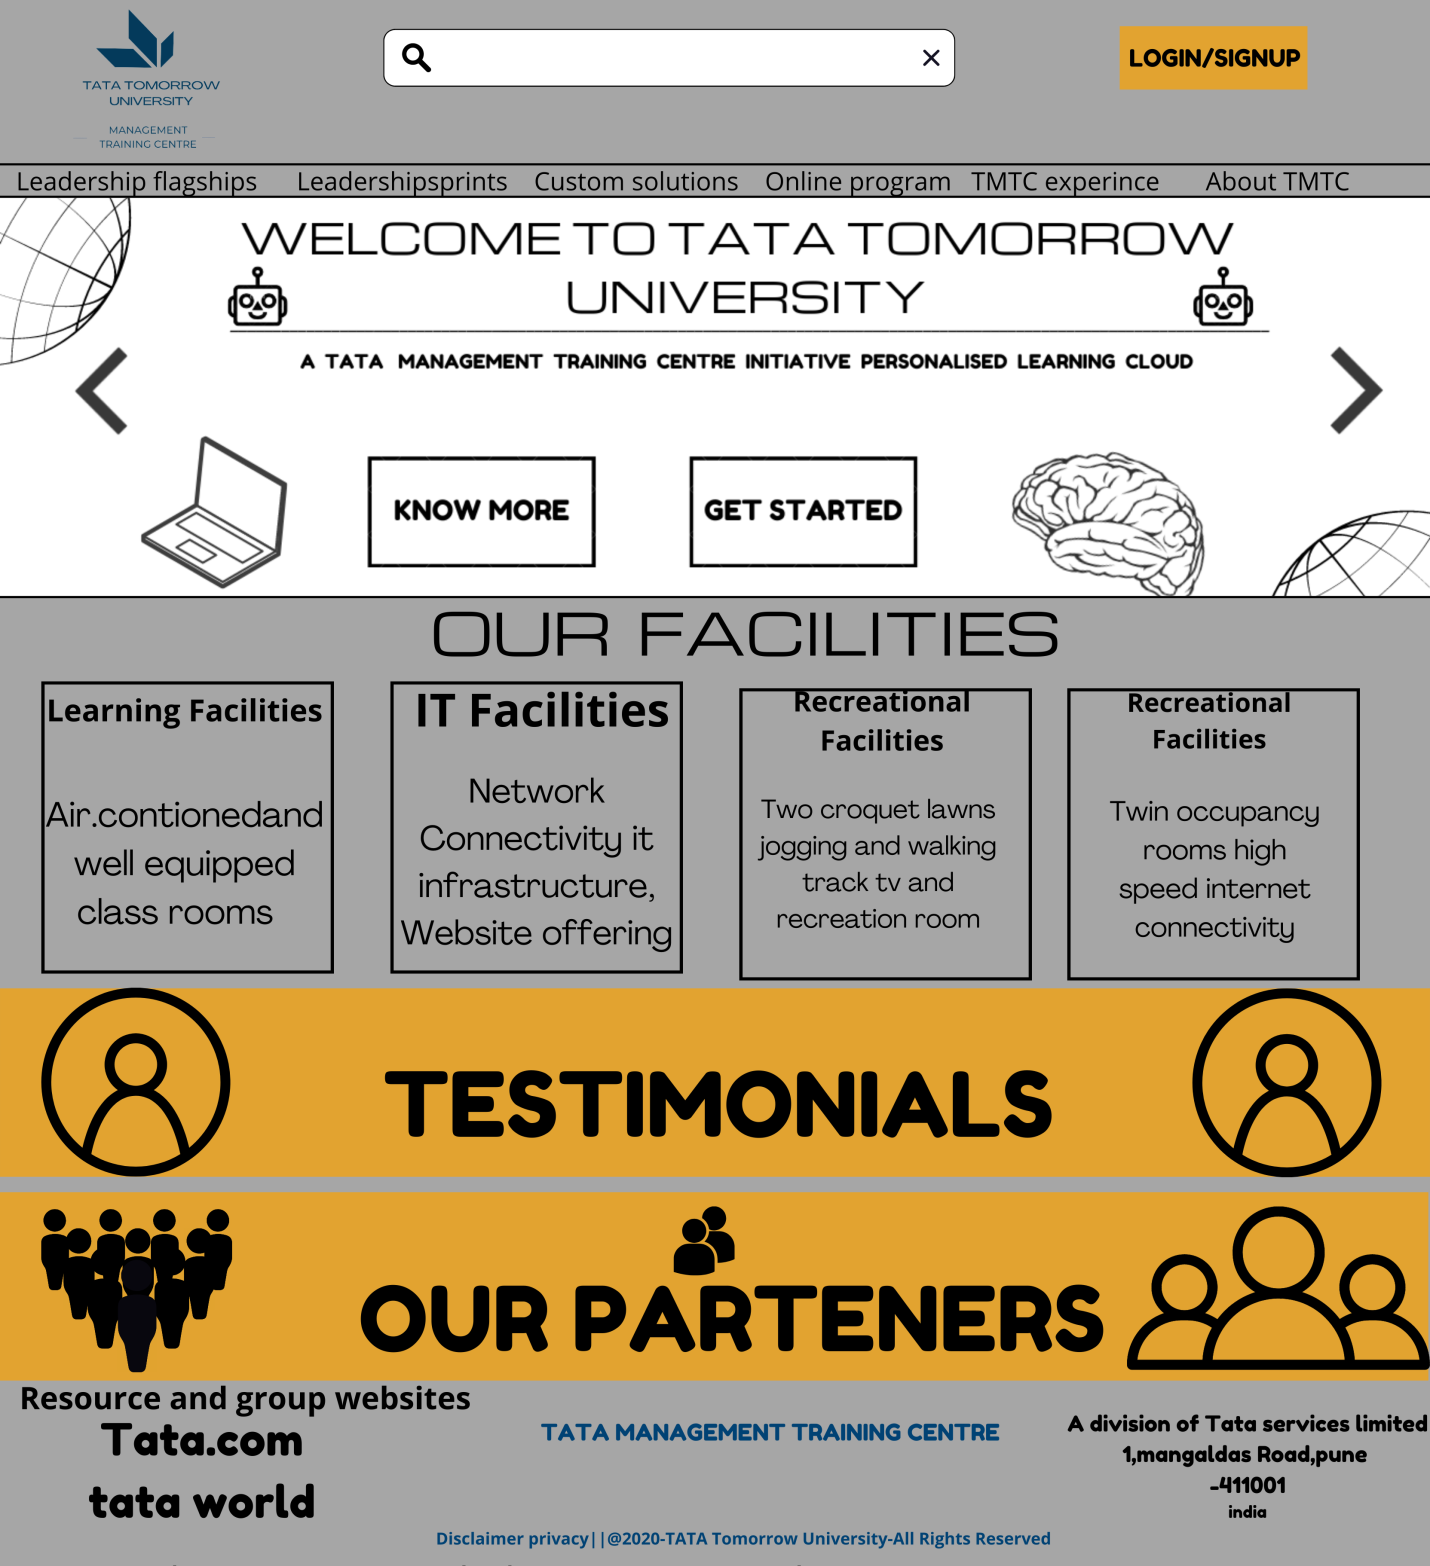 TATA TOMORROW
UNIVERSITY
MANAGEMENT
TRAINING CENTRE
LOGIN/SIGNUP
Leadership flagships Leadershipsprints Custom solutions Online program TMTC experince About TMTC
WELCOME TO TATA TOMORROW
UNIVERSITY
A TATA MANAGEMENT TRAINING CENTRE INITIATIVE PERSONALISED LEARNING CLOUD
KNOW MORE
GET STARTED
OUR FACILITIES
Learning Facilities
Air.contionedand
well equipped
class rooms
IT Facilities
Network
Connectivity it
infrastructure,
Website offering
Recreational
Facilities
Two croquet lawns
jogging and walking
track tv and
recreation room
Recreational
Facilities
Twin occupancy
rooms high
speed internet
connectivity
TESTIMONIALS
OUR PARTENERS
Resource and group websites
Tata.com
tata world
TATA MANAGEMENT TRAINING CENTRE
A division of Tata services limited
1,mangaldas Road,pune
-411001
india
Disclaimer privacy||@2020-TATA Tomorrow University-All Rights Reserved